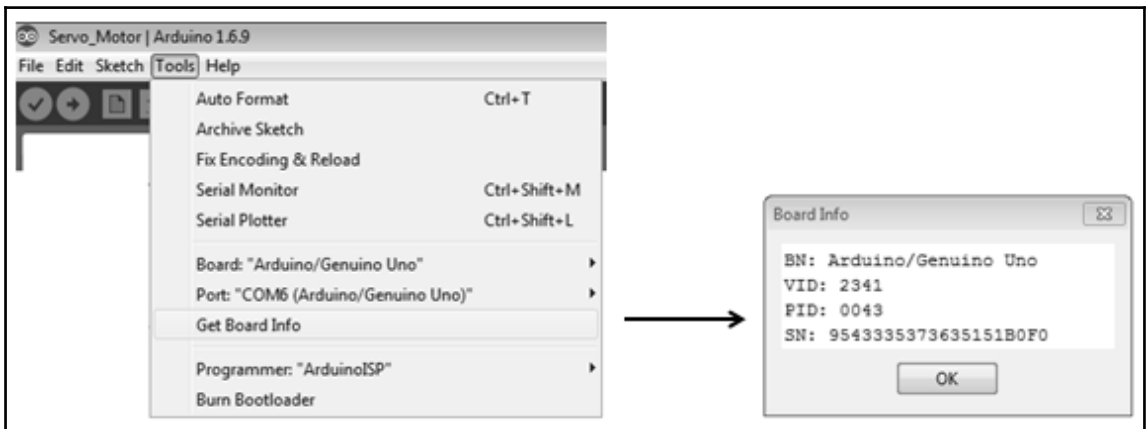 Servo_Motor | Arduino 1.6.9
File Edit Sketch Tools Help
Auto Format Ctrl+T
Archive Sketch
Fix Encoding & Reload
Serial Monitor Ctrl+Shift+M
Serial Plotter Ctrl+Shift+L
Board: "Arduino/Genuino Uno"
Port: "COM6 (Arduino/Genuino Uno)"
Get Board Info
Programmer: "ArduinoISP"
Burn Bootloader
Board Info
BN: Arduino/Genuino Uno
VID: 2341
PID: 0043
SN: 9543335373635151B0F0
OK